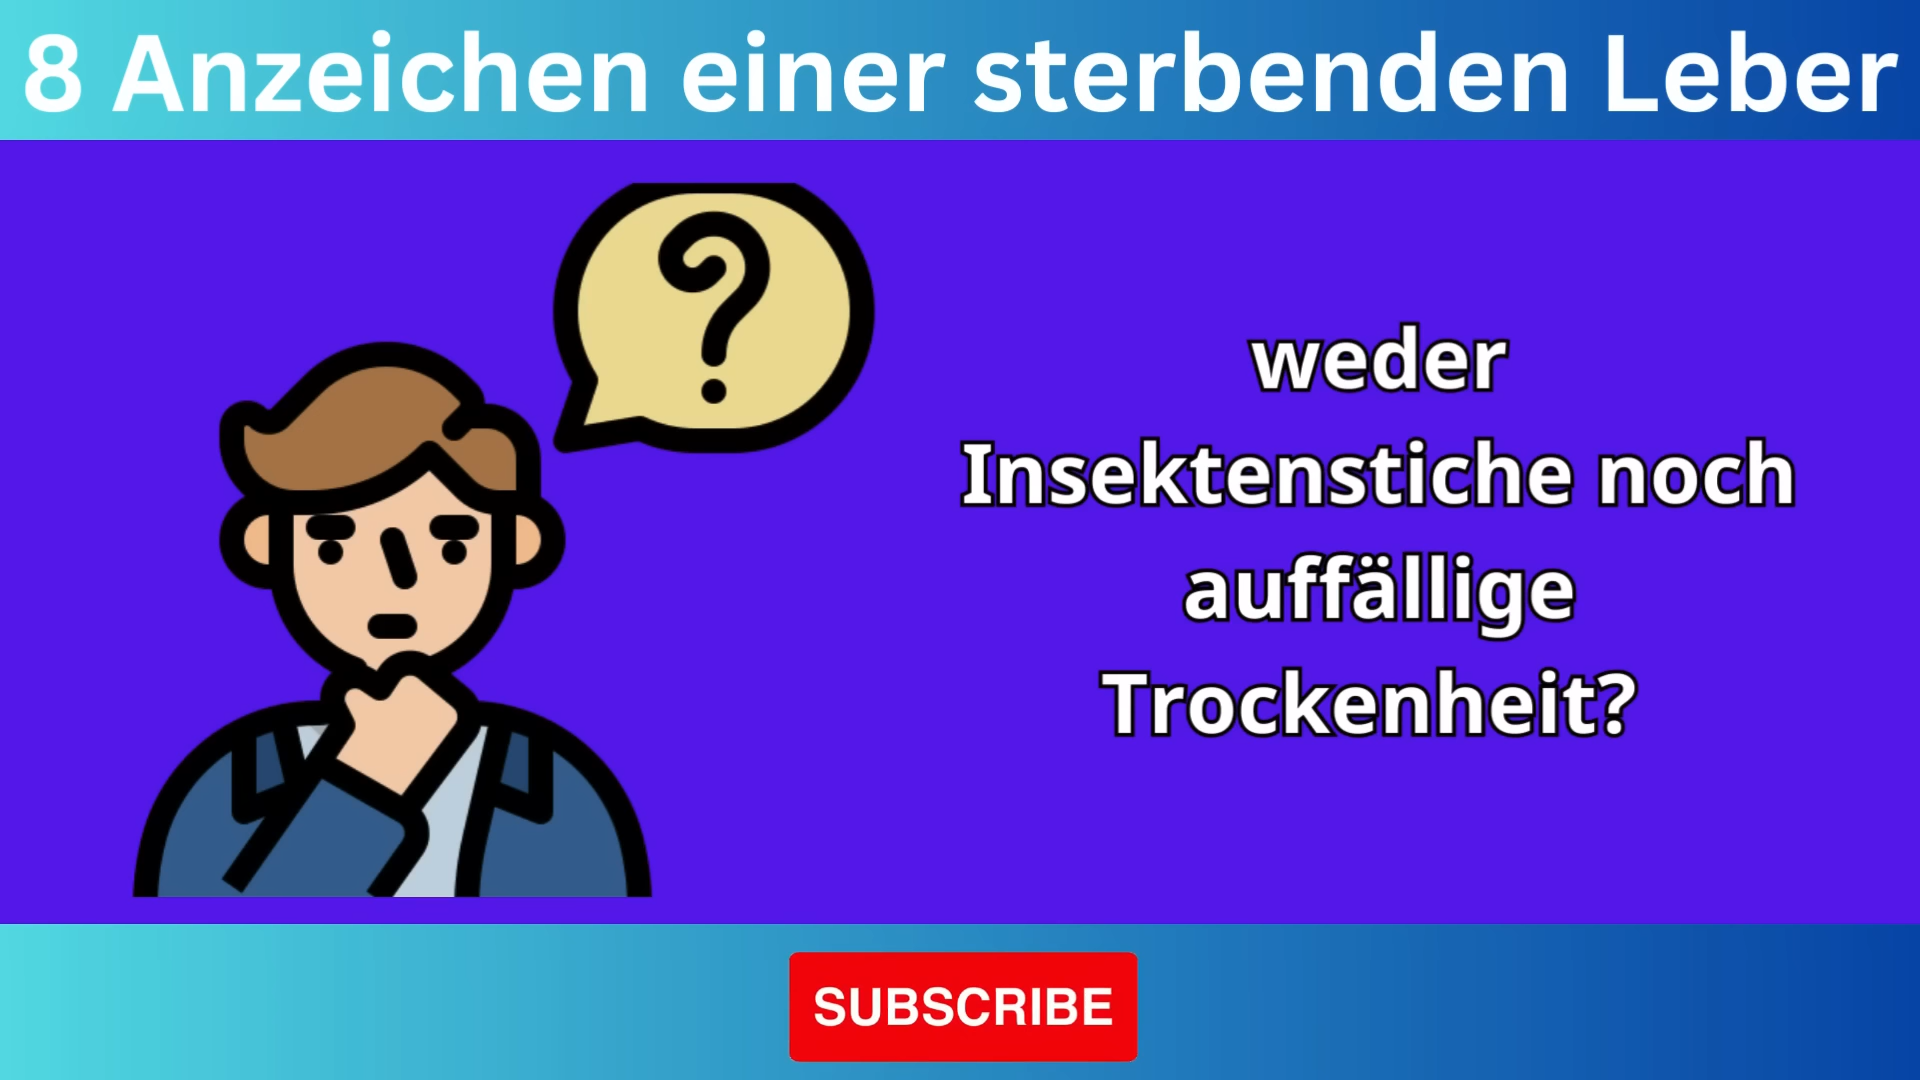 8 Anzeichen einer sterbenden Leber
weder
Insektenstiche noch
auffällige
Trockenheit?
SUBSCRIBE